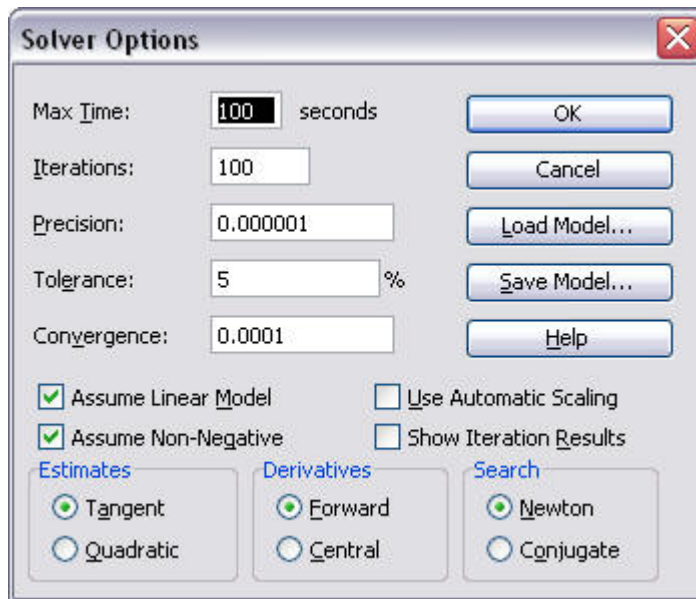 Solver Options
Max Time: 100 seconds
OK
Iterations: 100
Cancel
Precision: 0.000001
Load Model...
Tolerance: 5 %
Save Model...
Convergence: 0.0001
Help
Assume Linear Model
Use Automatic Scaling
Assume Non-Negative
Show Iteration Results
Estimates
Derivatives
Search
Tangent
Forward
Newton
Quadratic
Central
Conjugate